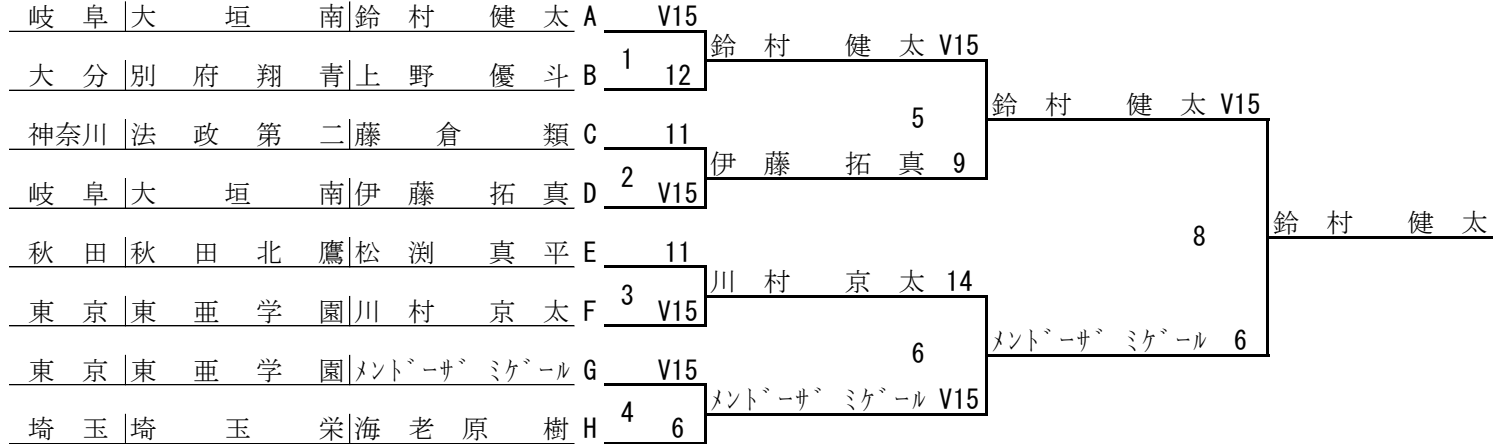 岐阜 大垣南 鈴村健太 A V15
鈴村健太 V15
1
大分 別府翔青 上野優斗 B 12
鈴村健太 V15
5
神奈川 法政第二 藤倉類 C 11
伊藤拓真 9
2
岐阜 大垣南 伊藤拓真 D V15
鈴村健太
8
秋田 秋田北鷹 松渕真平 E 11
川村京太 14
3
東京 東亜学園 川村京太 F V15
メンドーザ ミゲール 6
6
東京 東亜学園 メンドーザ ミゲール G V15
メンドーザ ミゲール V15
4
埼玉 埼玉栄 海老原樹 H 6